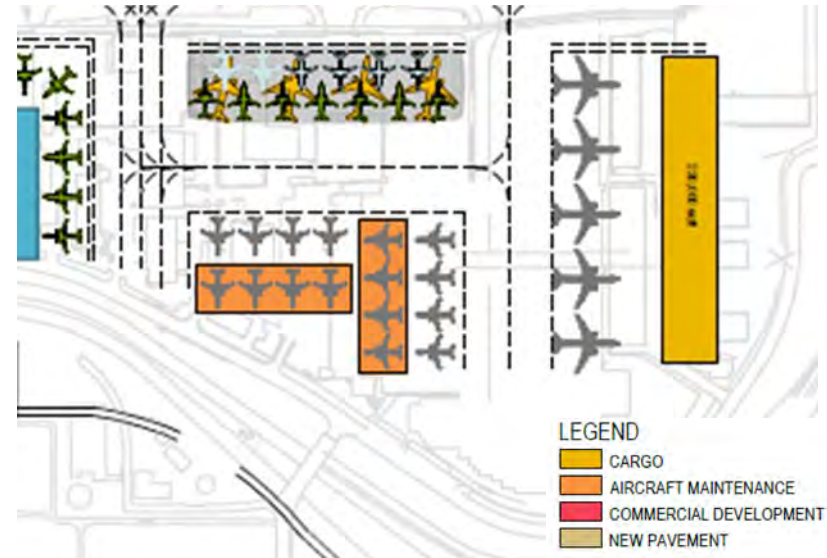 LEGEND
CARGO
AIRCRAFT MAINTENANCE
COMMERCIAL DEVELOPMENT
NEW PAVEMENT